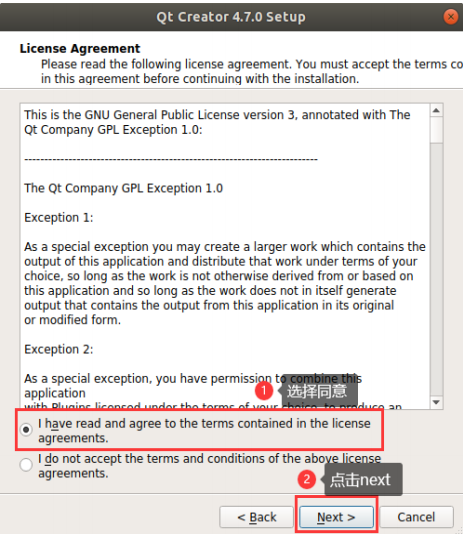 Qt Creator 4.7.0 Setup
License Agreement
Please read the following license agreement. You must accept the terms co
in this agreement before continuing with the installation.
This is the GNU General Public License version 3, annotated with The
Qt Company GPL Exception 1.0:
-------------------------------------------------------------------------
The Qt Company GPL Exception 1.0
Exception 1:
As a special exception you may create a larger work which contains the
output of this application and distribute that work under terms of your
choice, so long as the work is not otherwise derived from or based on
this application and so long as the work does not in itself generate
output that contains the output from this application in its original
or modified form.
Exception 2:
As a special exception, you have permission to combine this
application
with Plugins licensed under the terms of your choice, to produce an
1 选择同意
I have read and agree to the terms contained in the license
agreements.
I do not accept the terms and conditions of the above license
agreements.
2 点击next
< Back
Next >
Cancel